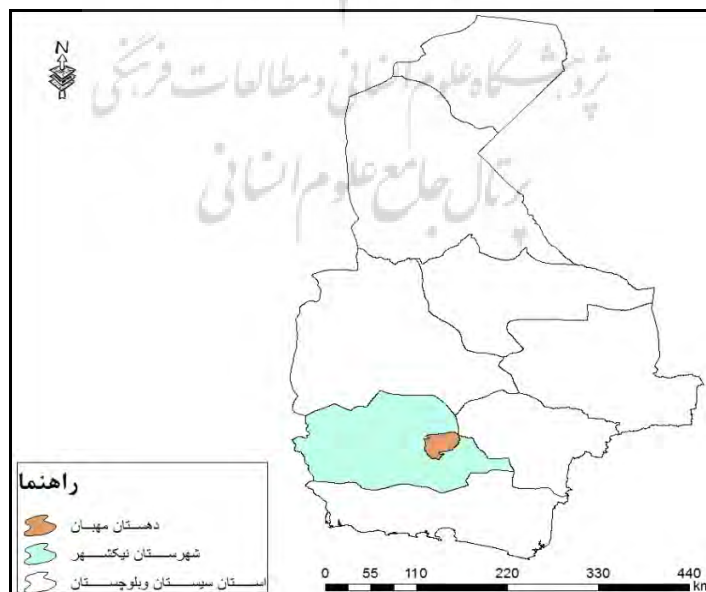 N
پژوهشگاه علوم انسانی و مطالعات فرهنگی
پرتال جامع علوم انسانی
راهنما
دهستان مهبان
شهرستان نیکشهر
استان سیستان وبلوچستان
0 55 110 220 330 440
km